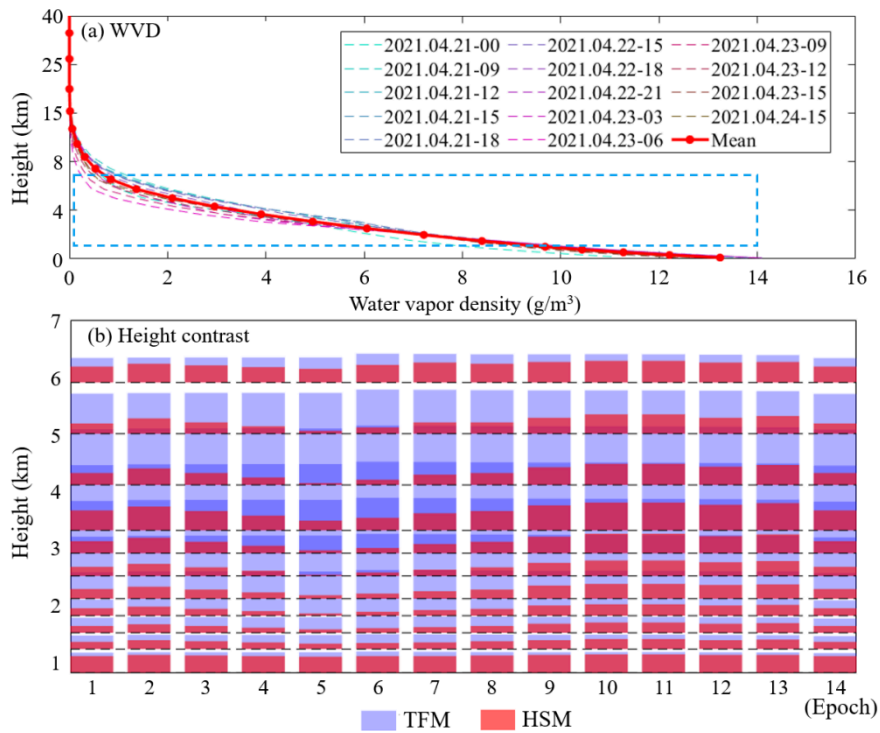 40
(a) WVD
25
15
8
4
0
Height (km)
2021.04.21-00 2021.04.22-15 2021.04.23-09
2021.04.21-09 2021.04.22-18 2021.04.23-12
2021.04.21-12 2021.04.22-21 2021.04.23-15
2021.04.21-15 2021.04.23-03 2021.04.24-15
2021.04.21-18 2021.04.23-06 Mean
0 2 4 6 8 10 12 14 16
Water vapor density (g/m³)
7
(b) Height contrast
6
5
4
3
2
1
Height (km)
1 2 3 4 5 6 7 8 9 10 11 12 13 14
(Epoch)
TFM HSM